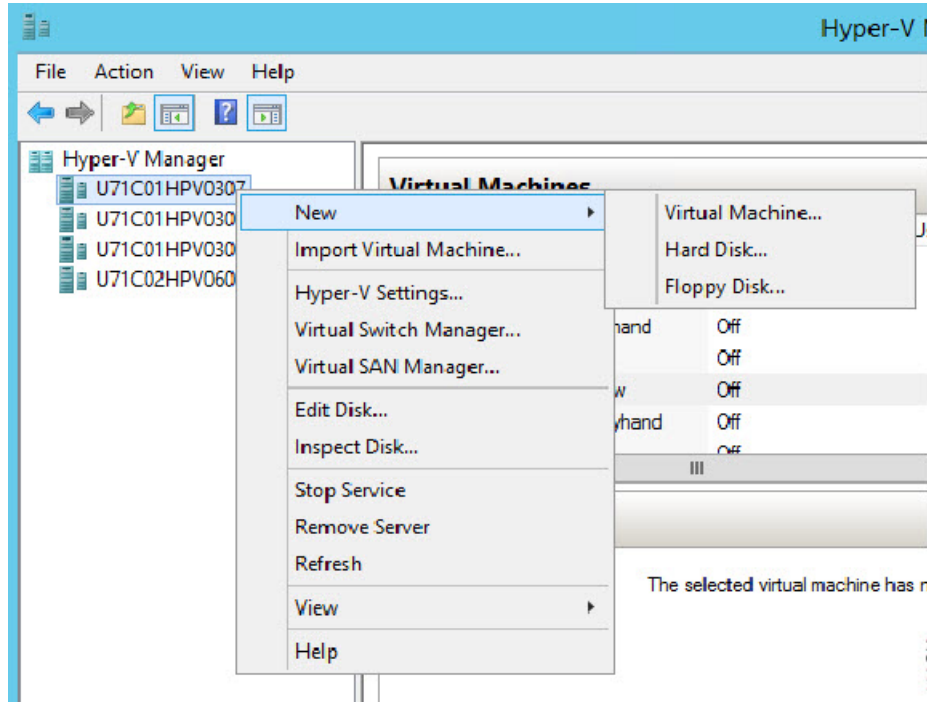 Hyper-V
File Action View Help
Hyper-V Manager
U71C01HPV0307
U71C01HPV030
U71C01HPV030
U71C02HPV060
Virtual Machines
New
Import Virtual Machine...
Hyper-V Settings...
Virtual Switch Manager...
Virtual SAN Manager...
Edit Disk...
Inspect Disk...
Stop Service
Remove Server
Refresh
View
Help
Virtual Machine...
Hard Disk...
Floppy Disk...
hand Off
Off
w Off
yhand Off
Off
The selected virtual machine has